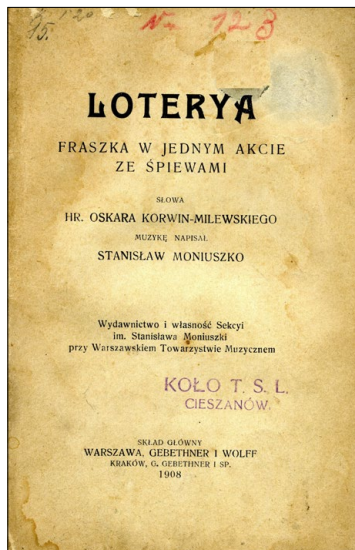 95.
N. 123
LOTERYA
FRASZKA W JEDNYM AKCIE
ZE ŚPIEWAMI
SŁOWA
HR. OSKARA KORWIN-MILEWSKIEGO
MUZYKĘ NAPISAŁ
STANISŁAW MONIUSZKO
Wydawnictwo i własność Sekcyi
im. Stanisława Moniuszki
przy Warszawskiem Towarzystwie Muzycznem
KOŁO T. S. L.
CIESZANÓW.
SKŁAD GŁÓWNY
WARSZAWA, GEBETHNER I WOLFF
KRAKÓW, G. GEBETHNER I SP.
1908